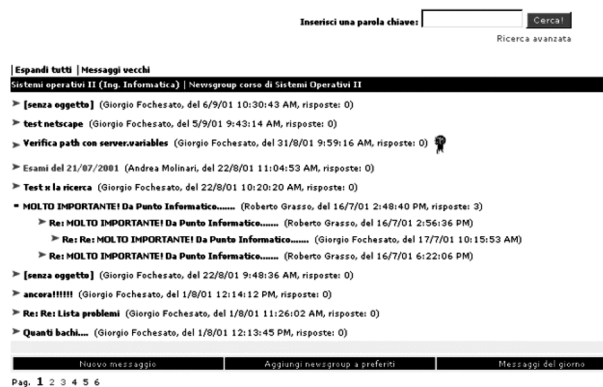 Inserisci una parola chiave: Cerca!
Ricerca avanzata
|Espandi tutti |Messaggi vecchi
Sistemi operativi II (Ing. Informatica) | Newsgroup corso di Sistemi Operativi II
[senza oggetto] (Giorgio Fochesato, del 6/9/01 10:30:43 AM, risposte: 0)
test netscape (Giorgio Fochesato, del 5/9/01 9:43:14 AM, risposte: 0)
Verifica path con server.variables (Giorgio Fochesato, del 31/8/01 9:59:16 AM, risposte: 0)
Esami del 21/07/2001 (Andrea Molinari, del 22/8/01 11:04:53 AM, risposte: 0)
Test x la ricerca (Giorgio Fochesato, del 22/8/01 10:20:20 AM, risposte: 0)
MOLTO IMPORTANTE! Da Punto Informatico....... (Roberto Grasso, del 16/7/01 2:48:40 PM, risposte: 3)
Re: MOLTO IMPORTANTE! Da Punto Informatico....... (Roberto Grasso, del 16/7/01 2:56:36 PM)
Re: Re: MOLTO IMPORTANTE! Da Punto Informatico....... (Giorgio Fochesato, del 17/7/01 10:15:53 AM)
Re: MOLTO IMPORTANTE! Da Punto Informatico....... (Roberto Grasso, del 16/7/01 6:22:06 PM)
[senza oggetto] (Giorgio Fochesato, del 22/8/01 9:48:36 AM, risposte: 0)
ancora!!!!!! (Giorgio Fochesato, del 1/8/01 12:14:12 PM, risposte: 0)
Re: Re: Lista problemi (Giorgio Fochesato, del 1/8/01 11:26:02 AM, risposte: 0)
Quanti bachi.... (Giorgio Fochesato, del 1/8/01 12:13:45 PM, risposte: 0)
Nuovo messaggio Aggiungi newsgroup a preferiti Messaggi del giorno
Pag. 1 2 3 4 5 6